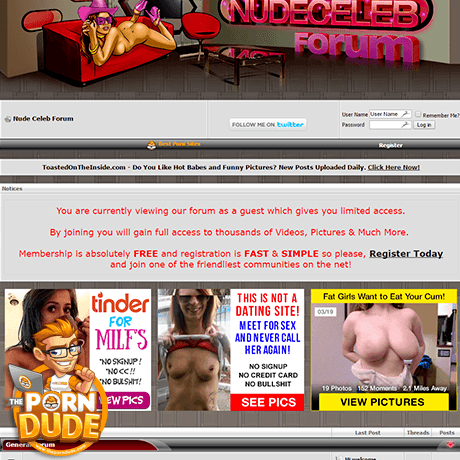 NUDECELEB
FORUM
Nude Celeb Forum
FOLLOW ME ON twitter
User Name User Name Remember Me?
Password Log in
Best Porn Sites
Register
ToastedOnTheInside.com - Do You Like Hot Babes and Funny Pictures? New Posts Uploaded Daily. Click Here Now!
Notices
You are currently viewing our forum as a guest which gives you limited access.
By joining you will gain full access to thousands of Videos, Pictures & Much More.
Membership is absolutely FREE and registration is FAST & SIMPLE so please, Register Today
and join one of the friendliest communities on the net!
tinder
FOR
MILF'S
NO SIGNUP!
NO CC!!
NO BULSHIT!
VIEW PICS
THIS IS NOT A
DATING SITE!
MEET FOR SEX
AND NEVER CALL
HER AGAIN!
NO SIGNUP
NO CREDIT CARD
NO BULLSHIT
SEE PICS
Fat Girls Want to Eat Your Cum!
03/19
19 Photos 152 Moments 2.1 Miles Away
VIEW PICTURES
THE
PORN
DUDE
Last Post Threads Posts
General Forum
Hi welcome